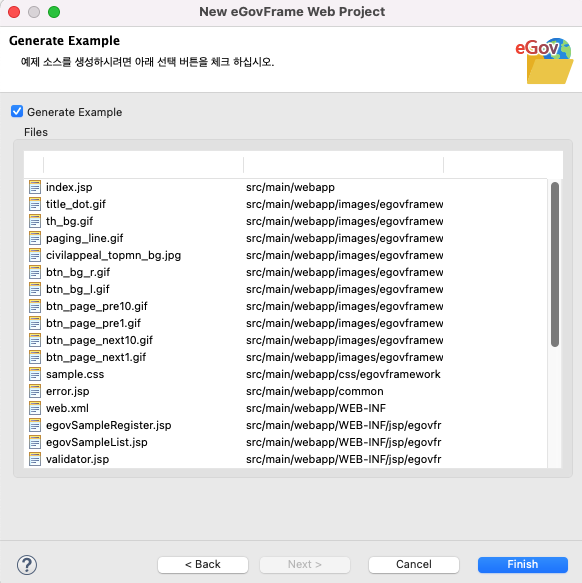 New eGovFrame Web Project
Generate Example
예제 소스를 생성하시려면 아래 선택 버튼을 체크 하십시오.
eGov
Generate Example
Files
index.jsp src/main/webapp
title_dot.gif src/main/webapp/images/egovframew
th_bg.gif src/main/webapp/images/egovframew
paging_line.gif src/main/webapp/images/egovframew
civilappeal_topmn_bg.jpg src/main/webapp/images/egovframew
btn_bg_r.gif src/main/webapp/images/egovframew
btn_bg_l.gif src/main/webapp/images/egovframew
btn_page_pre10.gif src/main/webapp/images/egovframew
btn_page_pre1.gif src/main/webapp/images/egovframew
btn_page_next10.gif src/main/webapp/images/egovframew
btn_page_next1.gif src/main/webapp/images/egovframew
sample.css src/main/webapp/css/egovframework
error.jsp src/main/webapp/common
web.xml src/main/webapp/WEB-INF
egovSampleRegister.jsp src/main/webapp/WEB-INF/jsp/egovfr
egovSampleList.jsp src/main/webapp/WEB-INF/jsp/egovfr
validator.jsp src/main/webapp/WEB-INF/jsp/egovfr
? < Back Next > Cancel Finish